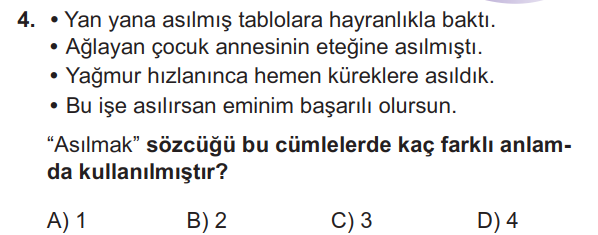 4. • Yan yana asılmış tablolara hayranlıkla baktı.
• Ağlayan çocuk annesinin eteğine asılmıştı.
• Yağmur hızlanınca hemen küreklere asıldık.
• Bu işe asılırsan eminim başarılı olursun.
“Asılmak” sözcüğü bu cümlelerde kaç farklı anlam-
da kullanılmıştır?
A) 1 B) 2 C) 3 D) 4